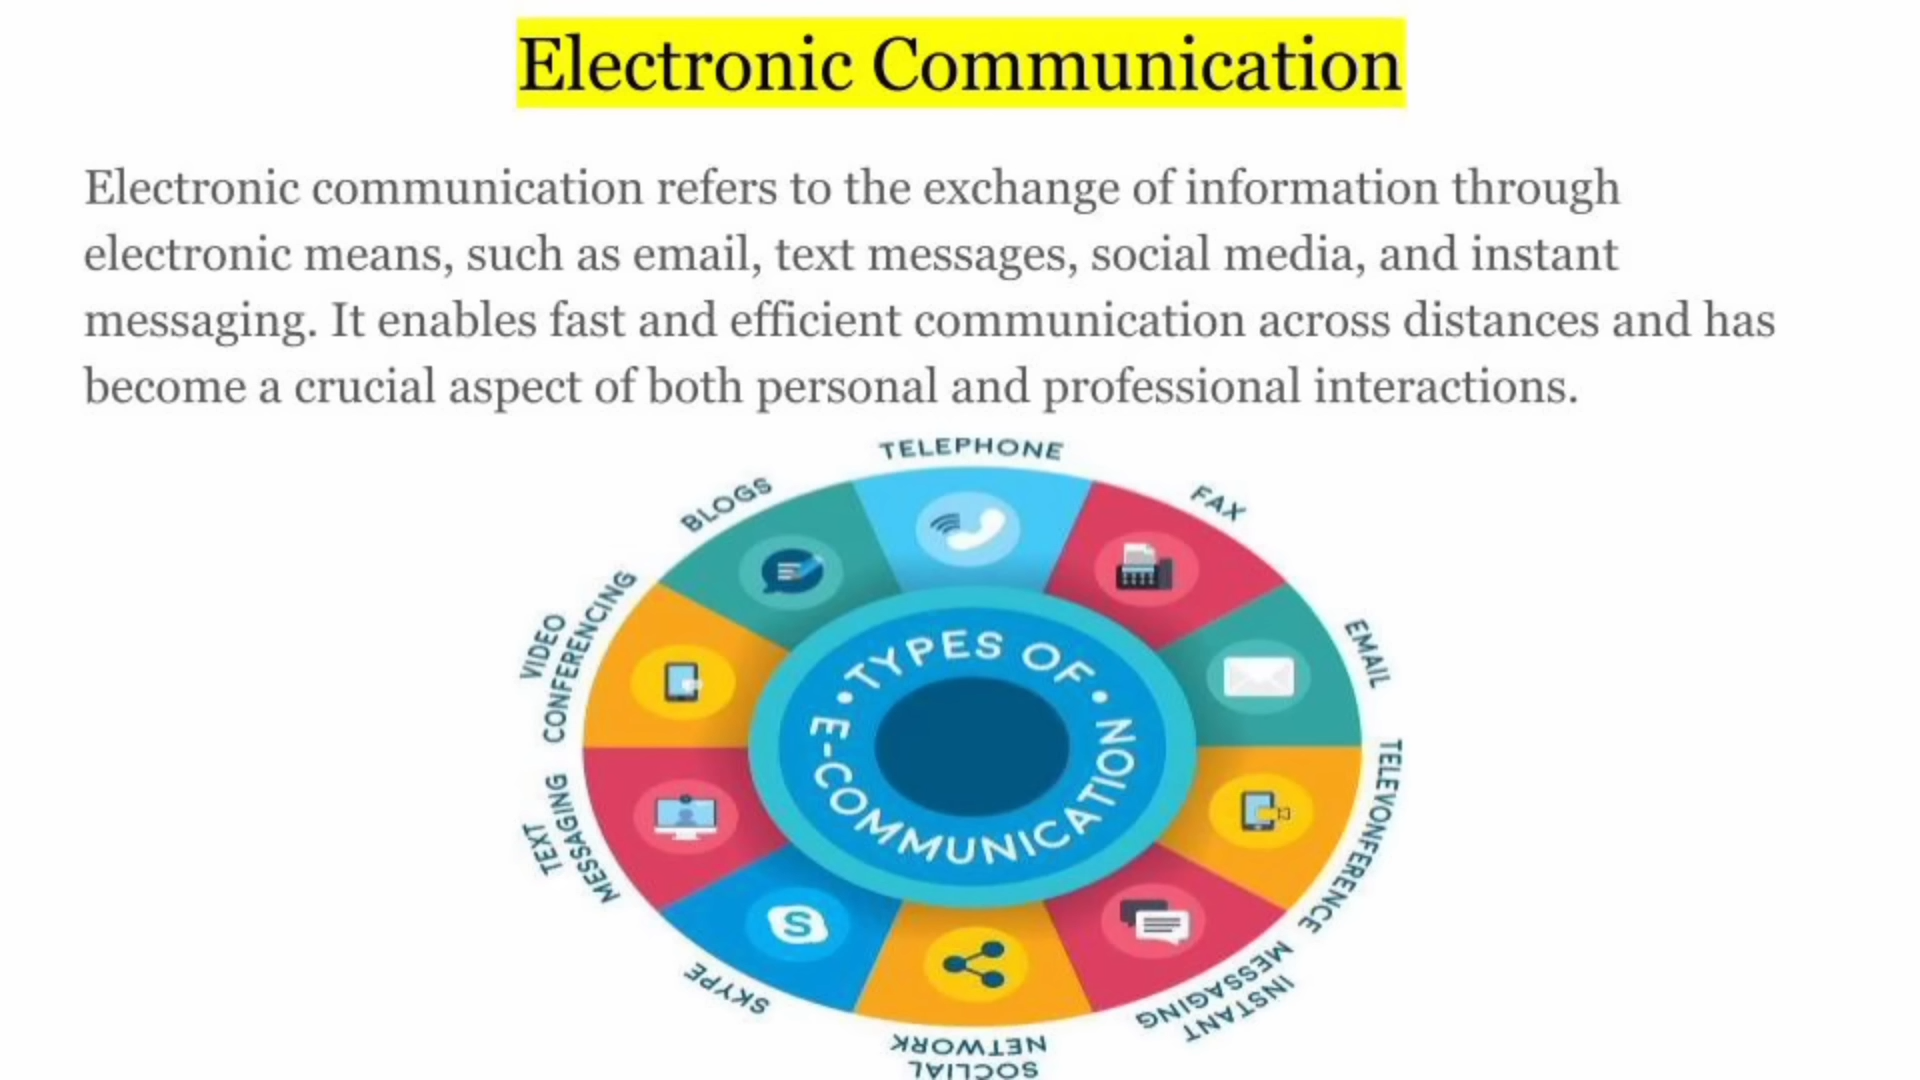 Electronic Communication
Electronic communication refers to the exchange of information through
electronic means, such as email, text messages, social media, and instant
messaging. It enables fast and efficient communication across distances and has
become a crucial aspect of both personal and professional interactions.
TELEPHONE
FAX
EMAIL
TELEVONFERENCE
INSTANT
MESSAGING
SOCLIAL
NETWORK
SKYPE
TEXT
MESSAGING
VIDEO
CONFERENCING
BLOGS
• TYPES OF •
E-COMMUNICATION